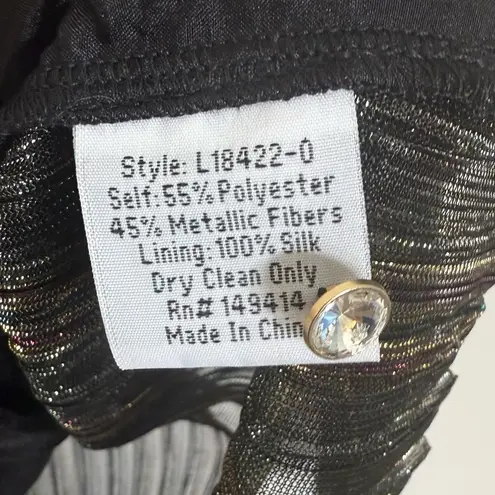 Style: L18422-0
Self: 55% Polyester
45% Metallic Fibers
Lining: 100% Silk
Dry Clean Only
Rn# 149414
Made In Chin